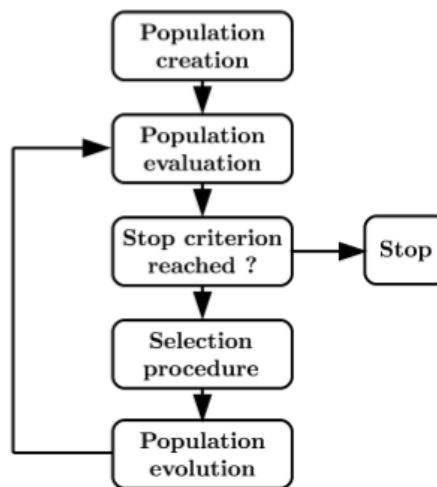 Population
creation
Population
evaluation
Stop criterion
reached ?
Stop
Selection
procedure
Population
evolution